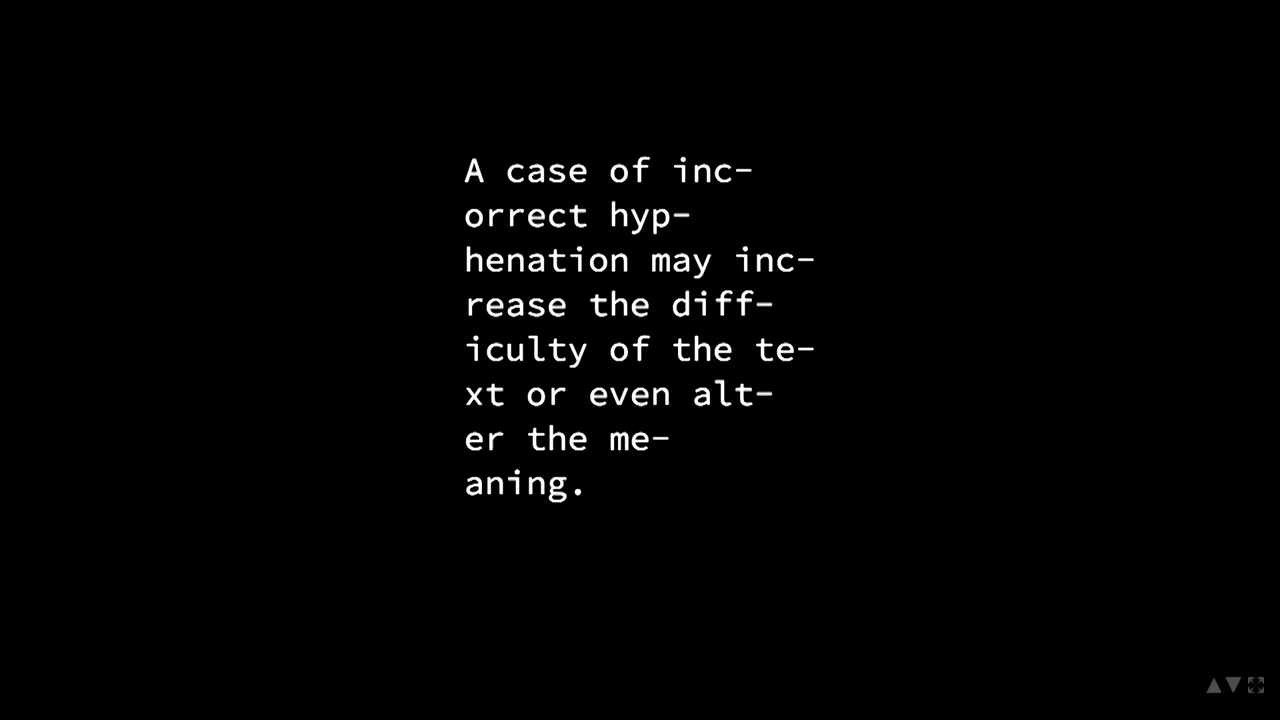 A case of inc-
orrect hyp-
henation may inc-
rease the diff-
iculty of the te-
xt or even alt-
er the me-
aning.